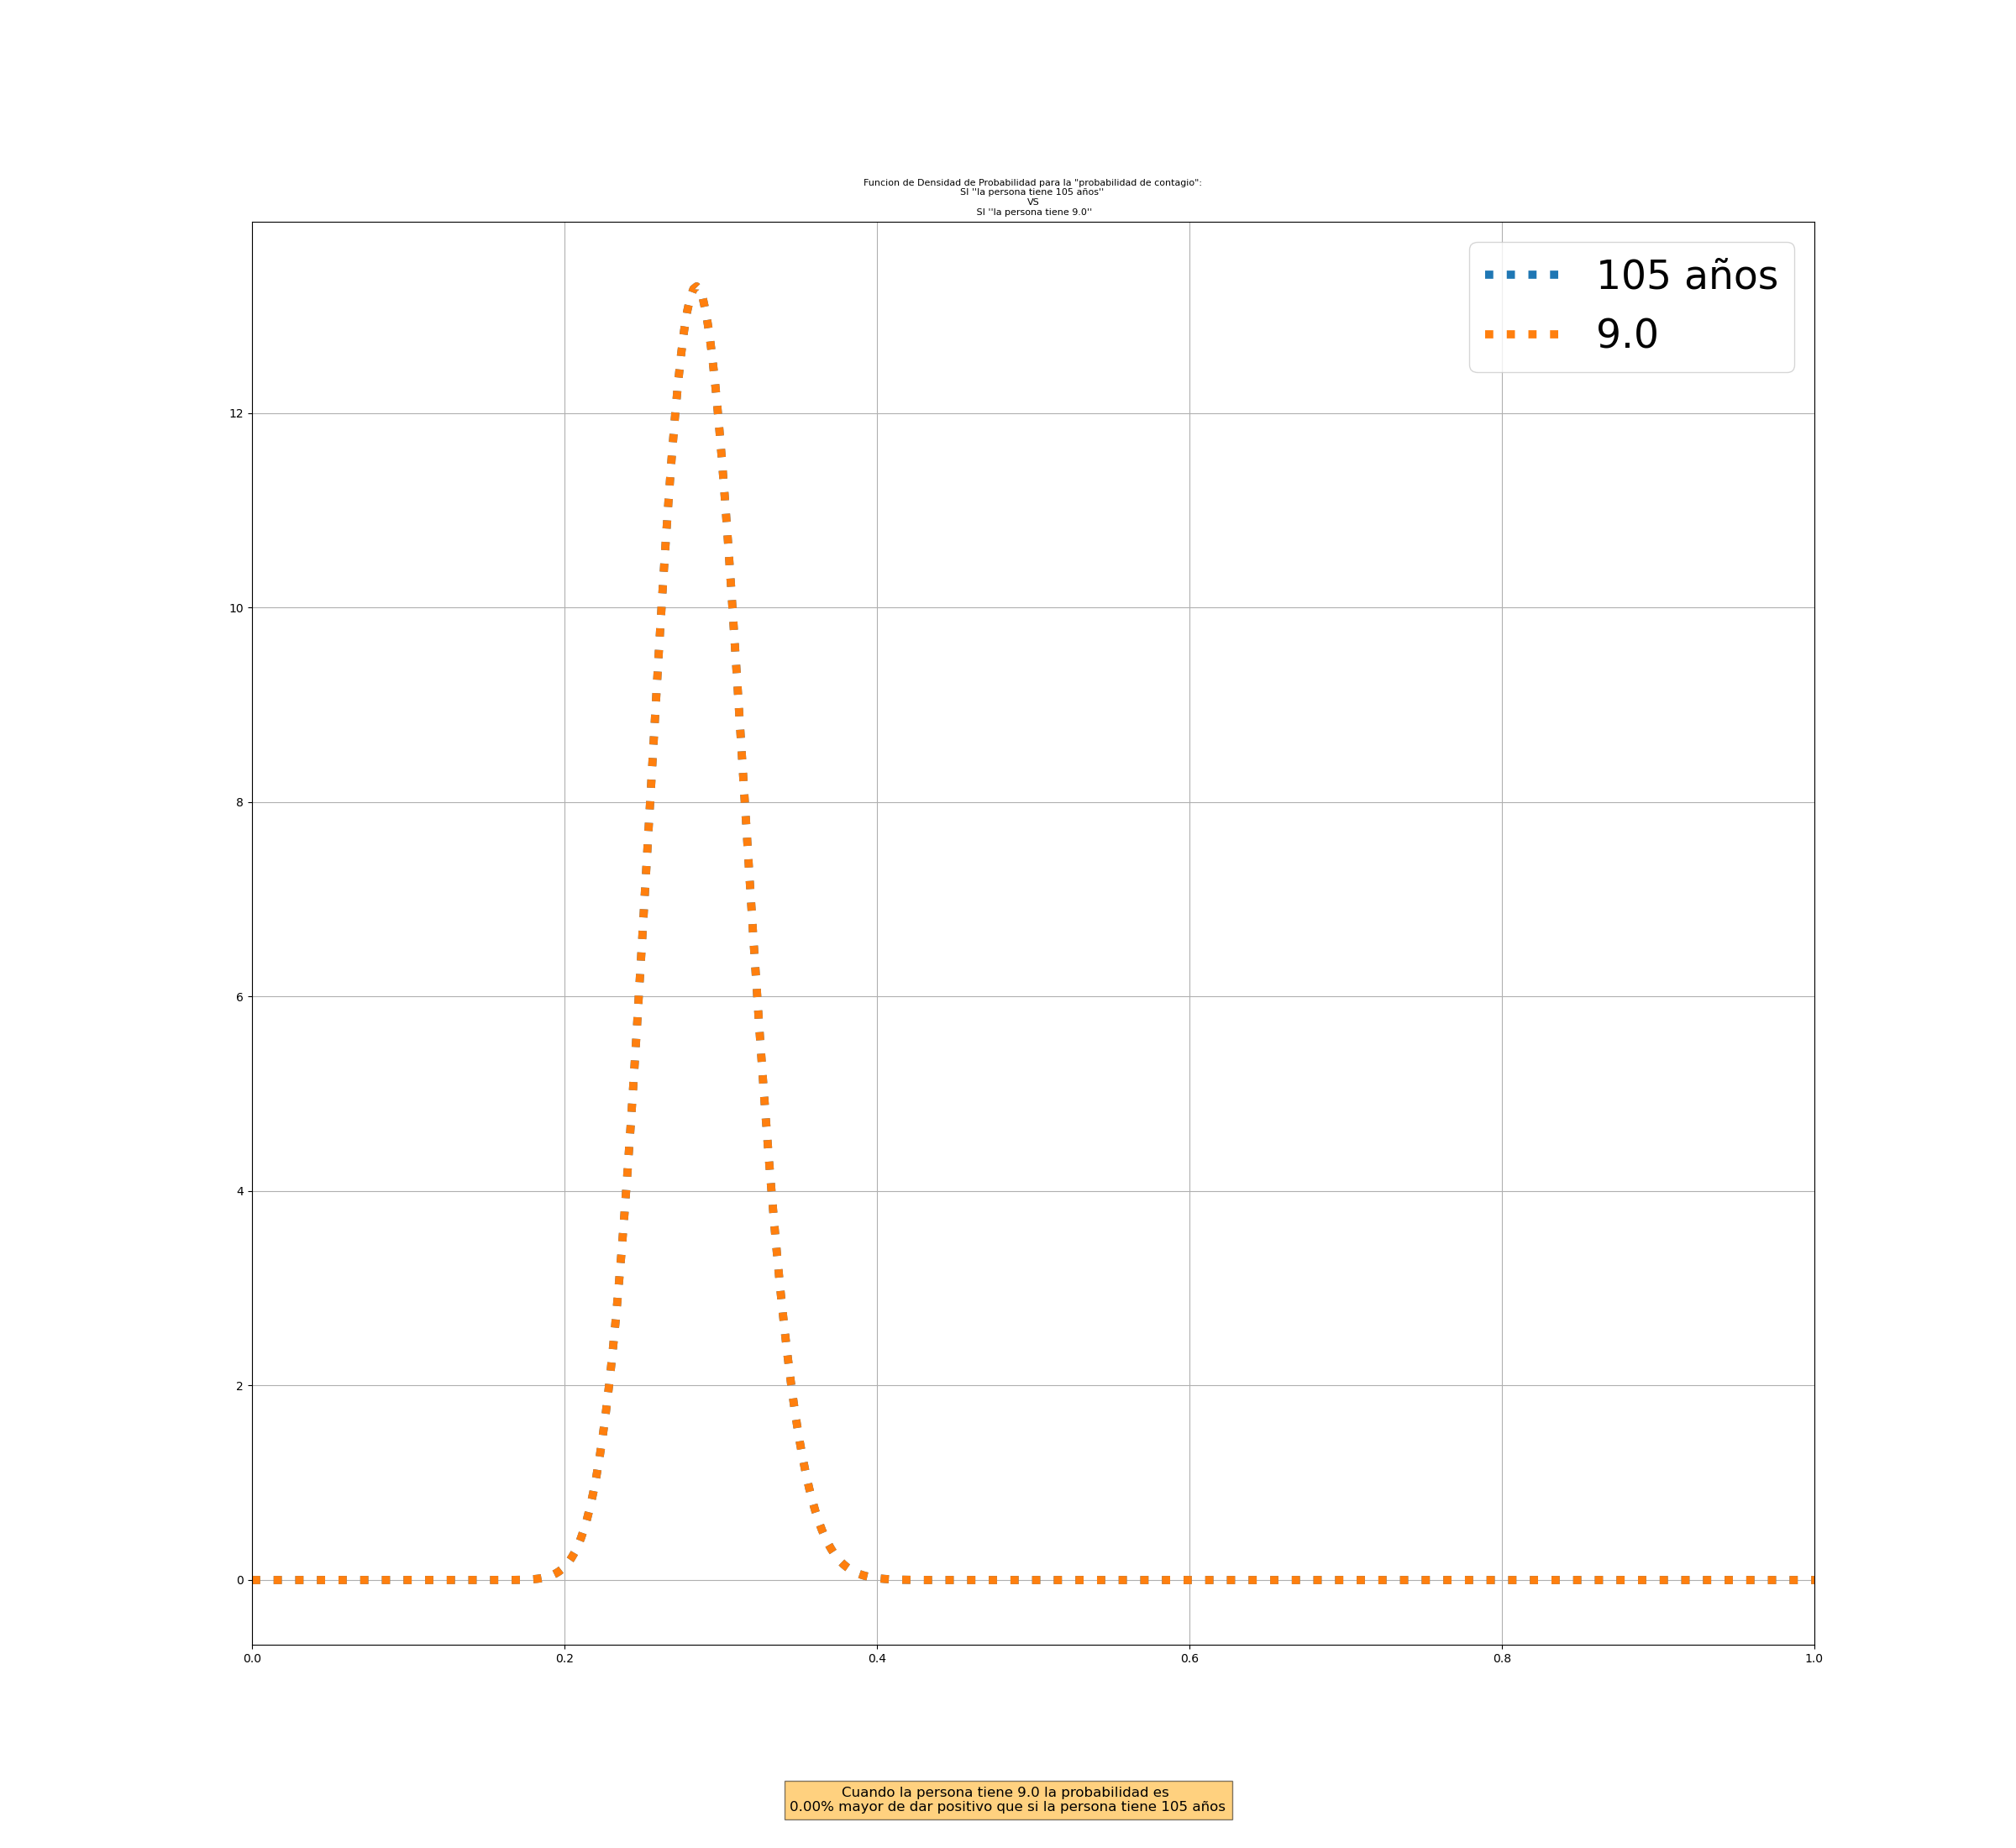 Funcion de Densidad de Probabilidad para la "probabilidad de contagio":
SI ''la persona tiene 105 años''
VS
SI ''la persona tiene 9.0''
105 años
9.0
12
10
8
6
4
2
0
0.0 0.2 0.4 0.6 0.8 1.0
Cuando la persona tiene 9.0 la probabilidad es
0.00% mayor de dar positivo que si la persona tiene 105 años